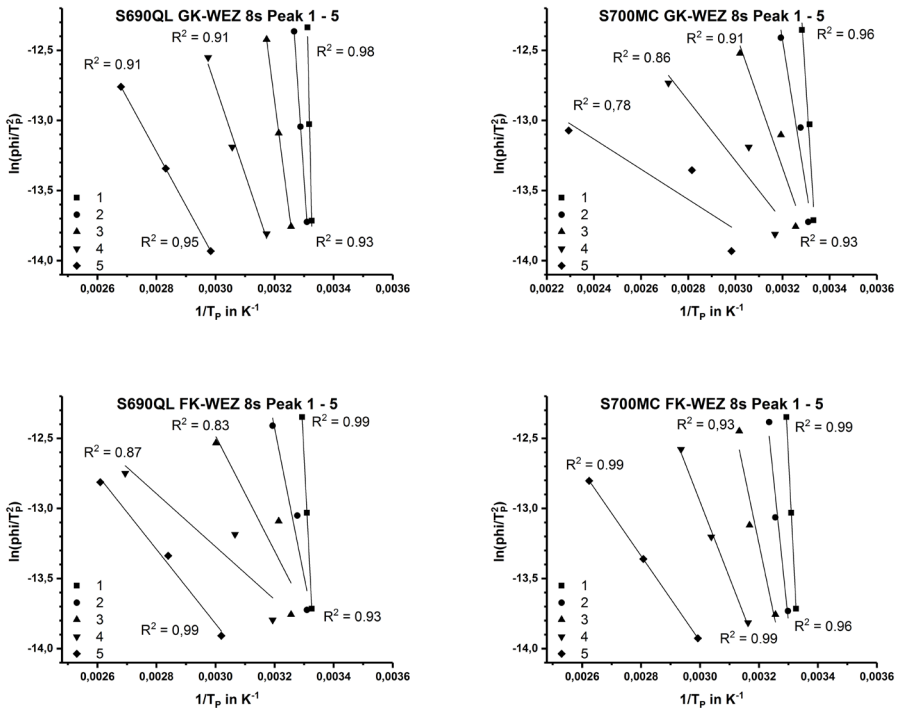 S690QL GK-WEZ 8s Peak 1 - 5
R² = 0.91
R² = 0.98
R² = 0.91
-12,5
-13,0
-13,5
-14,0
ln(phi/T²P)
1
2
3
4
5
R² = 0,95
R² = 0.93
0,0026 0,0028 0,0030 0,0032 0,0034 0,0036
1/TP in K⁻¹
S700MC GK-WEZ 8s Peak 1 - 5
R² = 0.96
R² = 0.91
R² = 0.86
R² = 0,78
-12,5
-13,0
-13,5
-14,0
ln(phi/T²P)
1
2
3
4
5
R² = 0.93
0,0022 0,0024 0,0026 0,0028 0,0030 0,0032 0,0034 0,0036
1/TP in K⁻¹
S690QL FK-WEZ 8s Peak 1 - 5
R² = 0.83
R² = 0.99
R² = 0.87
-12,5
-13,0
-13,5
-14,0
ln(phi/T²P)
1
2
3
4
5
R² = 0,99
R² = 0.93
0,0026 0,0028 0,0030 0,0032 0,0034 0,0036
1/TP in K⁻¹
S700MC FK-WEZ 8s Peak 1 - 5
R² = 0,93
R² = 0.99
R² = 0.99
-12,5
-13,0
-13,5
-14,0
ln(phi/T²P)
1
2
3
4
5
R² = 0.96
R² = 0.99
0,0026 0,0028 0,0030 0,0032 0,0034 0,0036
1/TP in K⁻¹